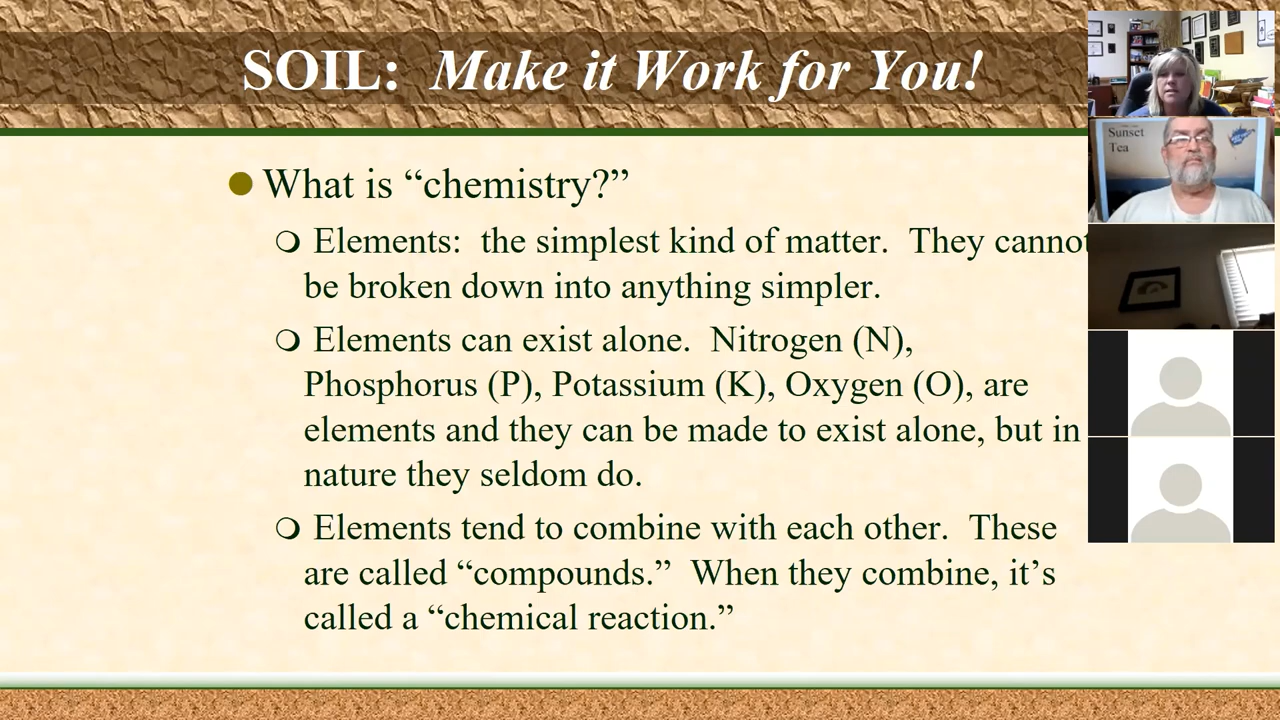 SOIL: Make it Work for You!
What is “chemistry?”
Elements: the simplest kind of matter. They cannot
be broken down into anything simpler.
Elements can exist alone. Nitrogen (N),
Phosphorus (P), Potassium (K), Oxygen (O), are
elements and they can be made to exist alone, but in
nature they seldom do.
Elements tend to combine with each other. These
are called “compounds.” When they combine, it’s
called a “chemical reaction.”
Sunset
Tea